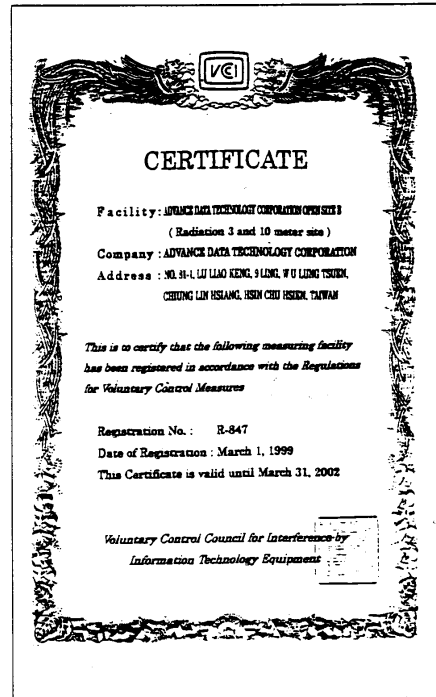 VCCI
CERTIFICATE
Facility : ADVANCE DATA TECHNOLOGY CORPORATION OPEN SITE B
( Radiation 3 and 10 meter site )
Company : ADVANCE DATA TECHNOLOGY CORPORATION
Address : NO. 81-1, LU LIAO KENG, 9 LING, W U LUNG TSUEN,
CHIUNG LIN HSIANG, HSIN CHU HSIEN, TAIWAN
This is to certify that the following measuring facility
has been registered in accordance with the Regulations
for Voluntary Control Measures
Registration No. : R-847
Date of Registration : March 1, 1999
This Certificate is valid until March 31, 2002
Voluntary Control Council for Interference by
Information Technology Equipment